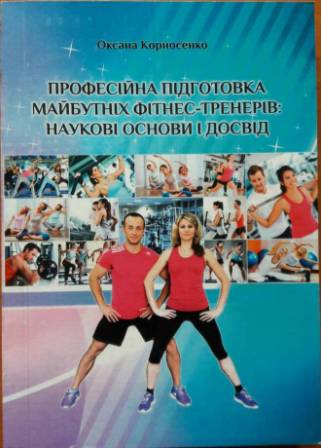 Оксана Корносенко
ПРОФЕСІЙНА ПІДГОТОВКА
МАЙБУТНІХ ФІТНЕС-ТРЕНЕРІВ:
НАУКОВІ ОСНОВИ І ДОСВІД